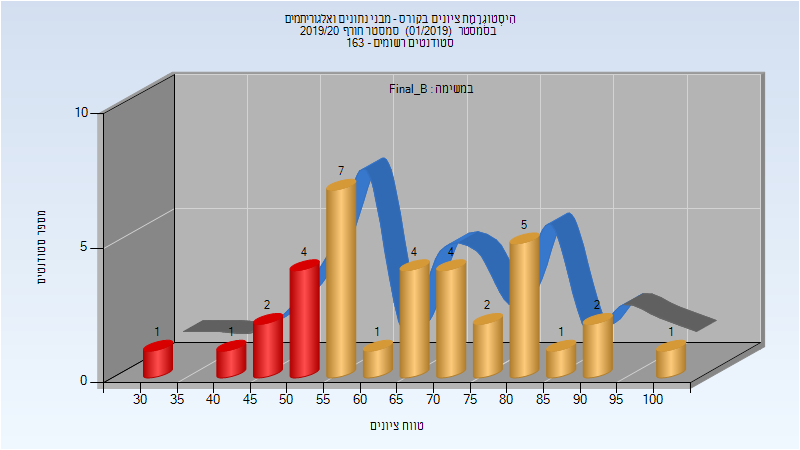 היסטוגרמת ציונים בקורס - מבני נתונים ואלגוריתמים
בסמסטר (01/2019) סמסטר חורף 2019/20
סטודנטים רשומים - 163
במשימה : Final_B
מספר סטודנטים
10
5
0
1
1
2
4
7
1
4
4
2
5
1
2
1
30 35 40 45 50 55 60 65 70 75 80 85 90 95 100
טווח ציונים